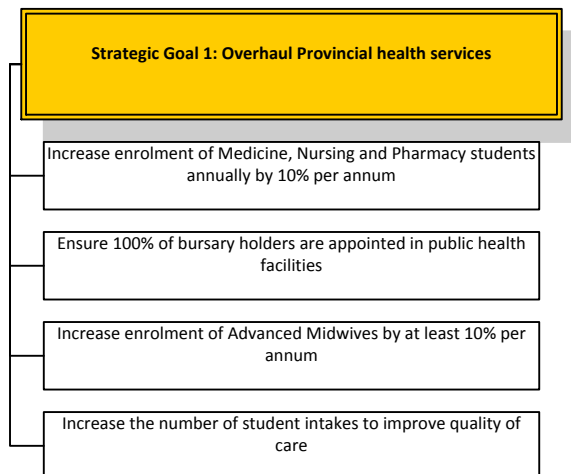 Strategic Goal 1: Overhaul Provincial health services
Increase enrolment of Medicine, Nursing and Pharmacy students
annually by 10% per annum
Ensure 100% of bursary holders are appointed in public health
facilities
Increase enrolment of Advanced Midwives by at least 10% per
annum
Increase the number of student intakes to improve quality of
care